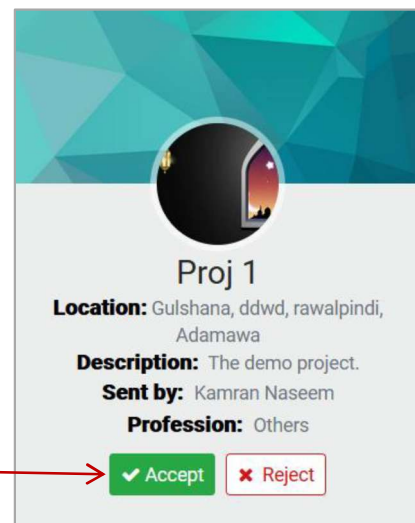 Proj 1
Location: Gulshana, ddwd, rawalpindi,
Adamawa
Description: The demo project.
Sent by: Kamran Naseem
Profession: Others
Accept Reject